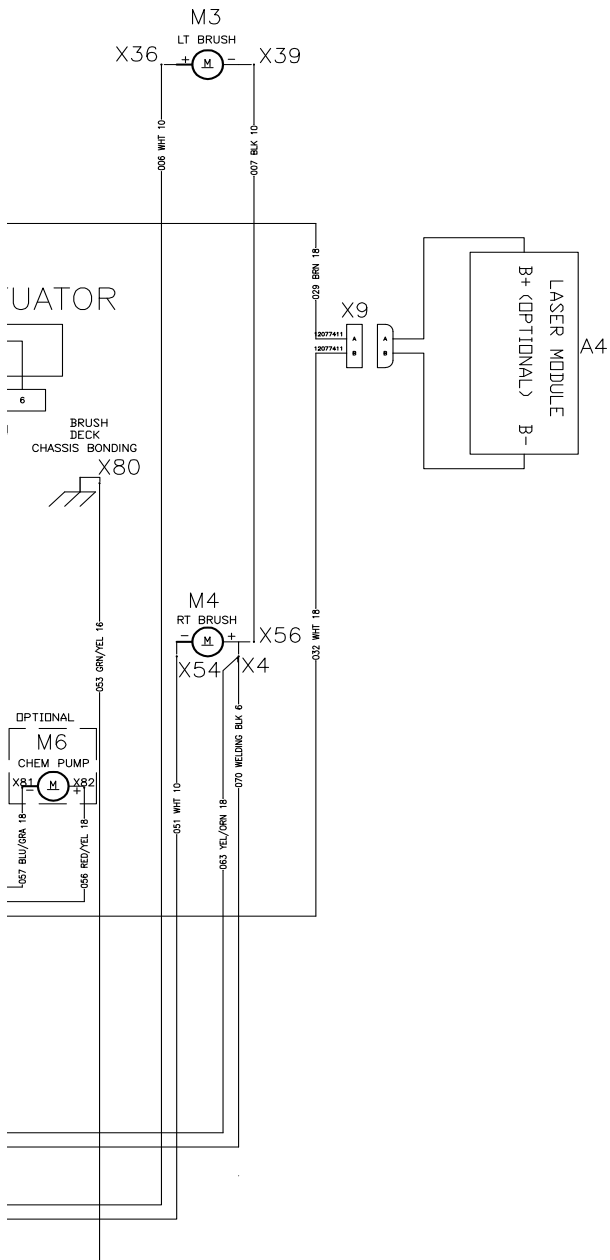 M3
LT BRUSH
X36
+
M
-
X39
006 WHT 10
007 BLK 10
029 BRN 18
UATOR
X9
12077411
12077411
A
B
A
B
B+ (OPTIONAL) B-
LASER MODULE
A4
6
BRUSH
DECK
CHASSIS BONDING
X80
M4
RT BRUSH
-
M
+
X56
X54
X4
053 GRN/YEL 16
032 WHT 18
OPTIONAL
M6
CHEM PUMP
X81
-
M
+
X82
057 BLU/GRA 18
056 RED/YEL 18
051 WHT 10
063 YEL/ORN 18
070 WELDING BLK 6